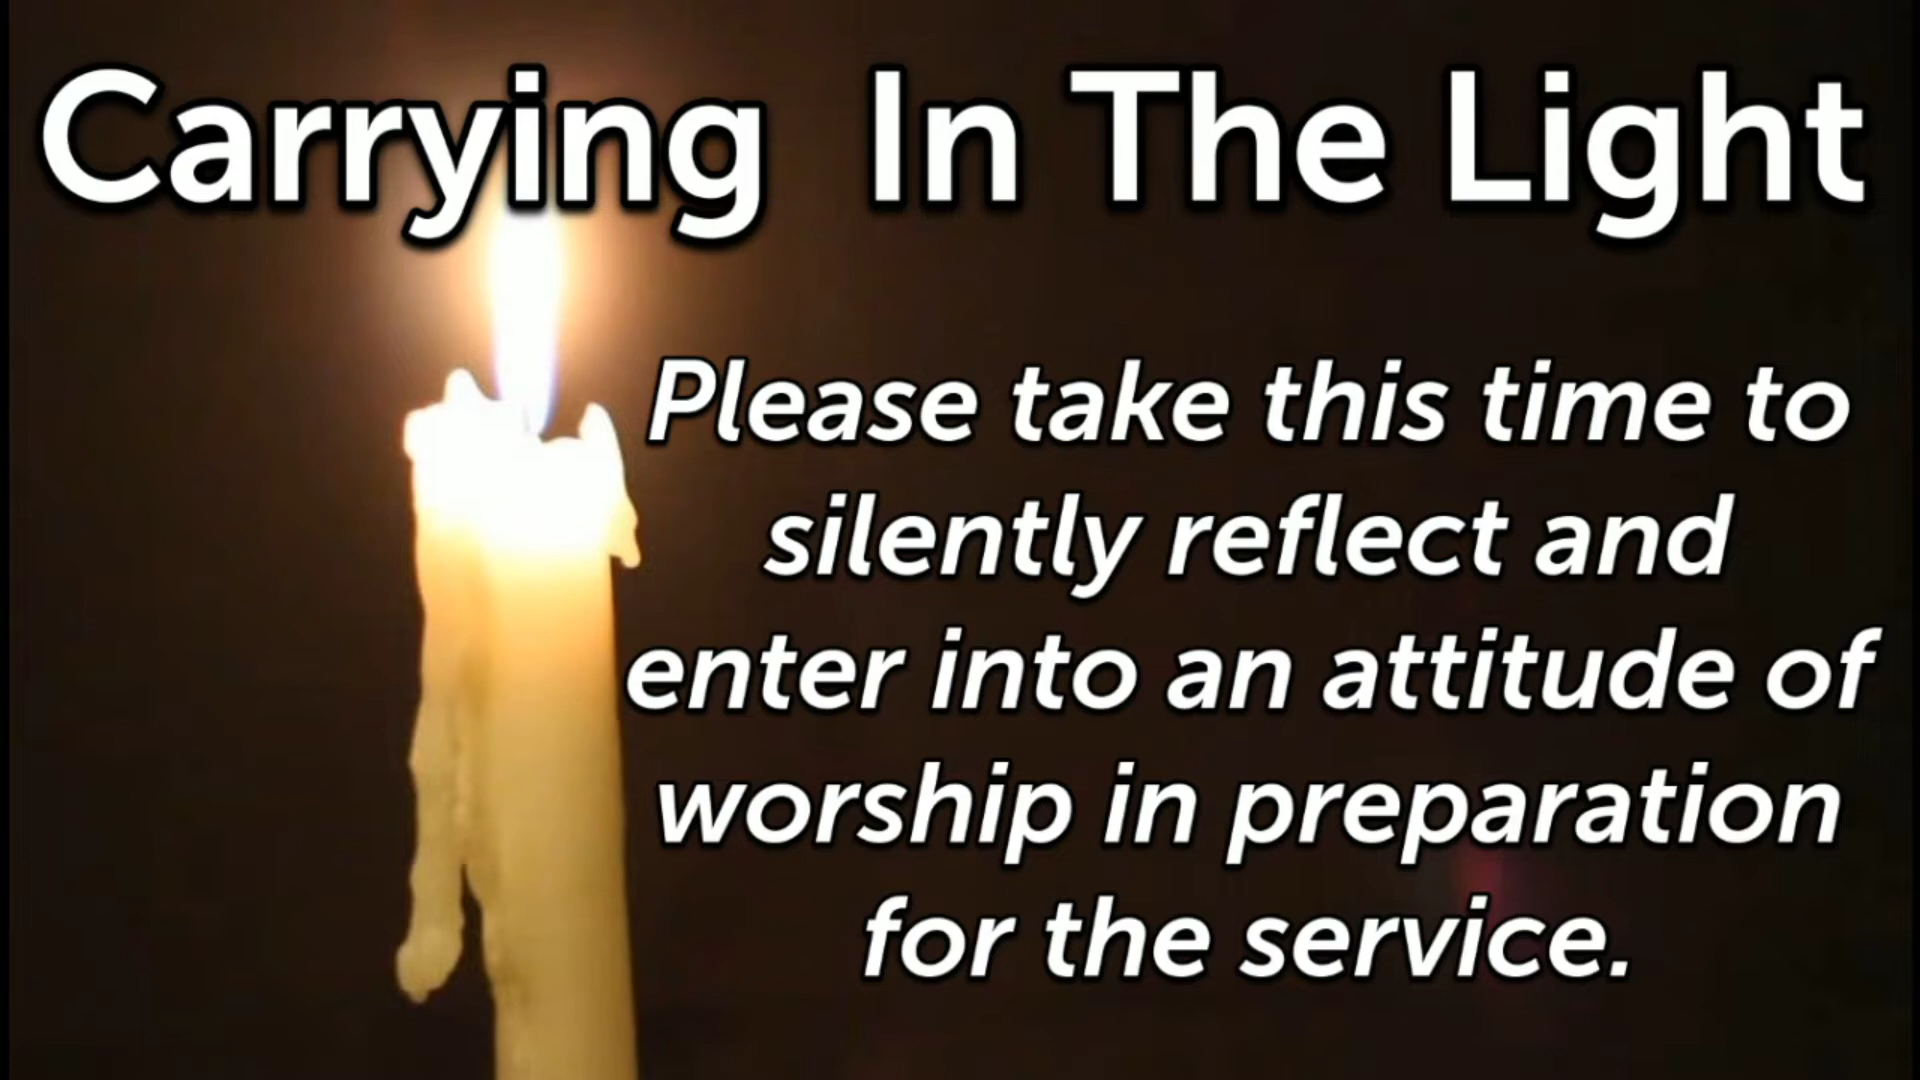 Carrying In The Light
Please take this time to
silently reflect and
enter into an attitude of
worship in preparation
for the service.